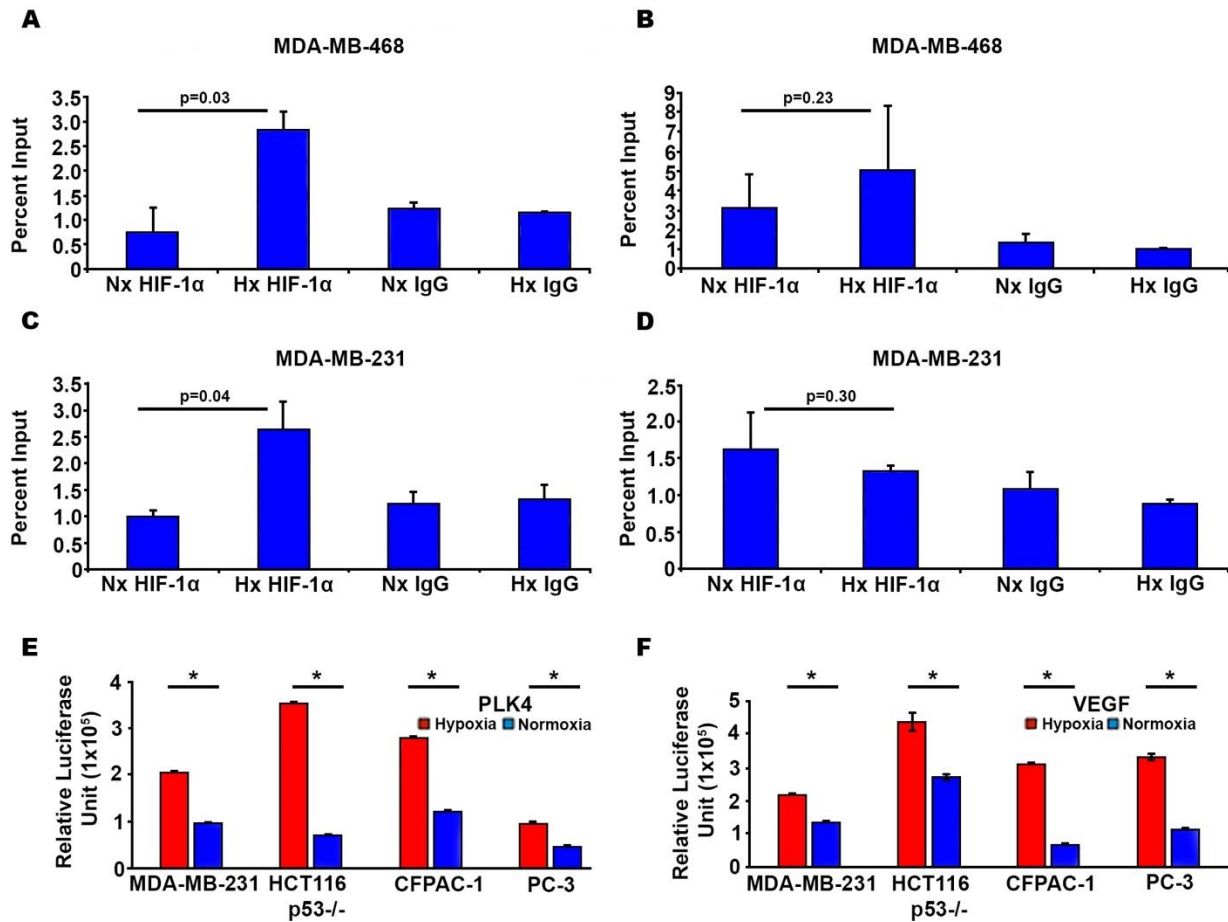 A
MDA-MB-468
Percent Input
3.5
3.0
2.5
2.0
1.5
1.0
0.5
0
p=0.03
Nx HIF-1α Hx HIF-1α Nx IgG Hx IgG
B
MDA-MB-468
Percent Input
9
8
7
6
5
4
3
2
1
0
p=0.23
Nx HIF-1α Hx HIF-1α Nx IgG Hx IgG
C
MDA-MB-231
Percent Input
3.5
3.0
2.5
2.0
1.5
1.0
0.5
0
p=0.04
Nx HIF-1α Hx HIF-1α Nx IgG Hx IgG
D
MDA-MB-231
Percent Input
2.5
2.0
1.5
1.0
0.5
0
p=0.30
Nx HIF-1α Hx HIF-1α Nx IgG Hx IgG
E
Relative Luciferase
Unit (1x10⁵)
4
3
2
1
0
* * * *
PLK4
Hypoxia Normoxia
MDA-MB-231 HCT116 CFPAC-1 PC-3
p53-/-
F
Relative Luciferase
Unit (1x10⁵)
5
4
3
2
1
0
* * * *
VEGF
Hypoxia Normoxia
MDA-MB-231 HCT116 CFPAC-1 PC-3
p53-/-